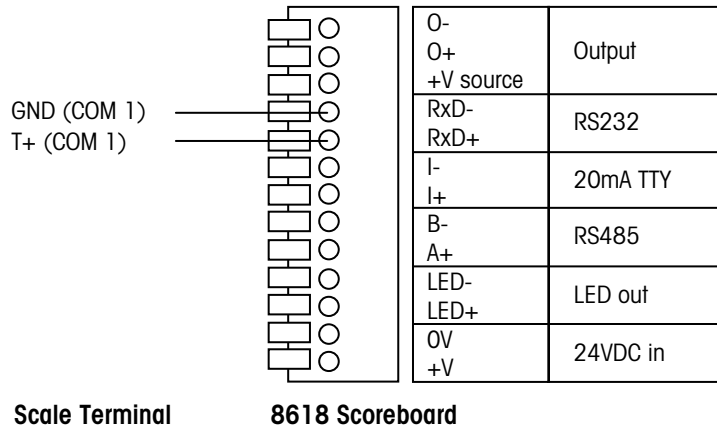 O-
O+
Output
+V source
GND (COM 1)
RxD-
RS232
T+ (COM 1)
RxD+
I-
20mA TTY
I+
B-
RS485
A+
LED-
LED out
LED+
0V
24VDC in
+V
Scale Terminal
8618 Scoreboard